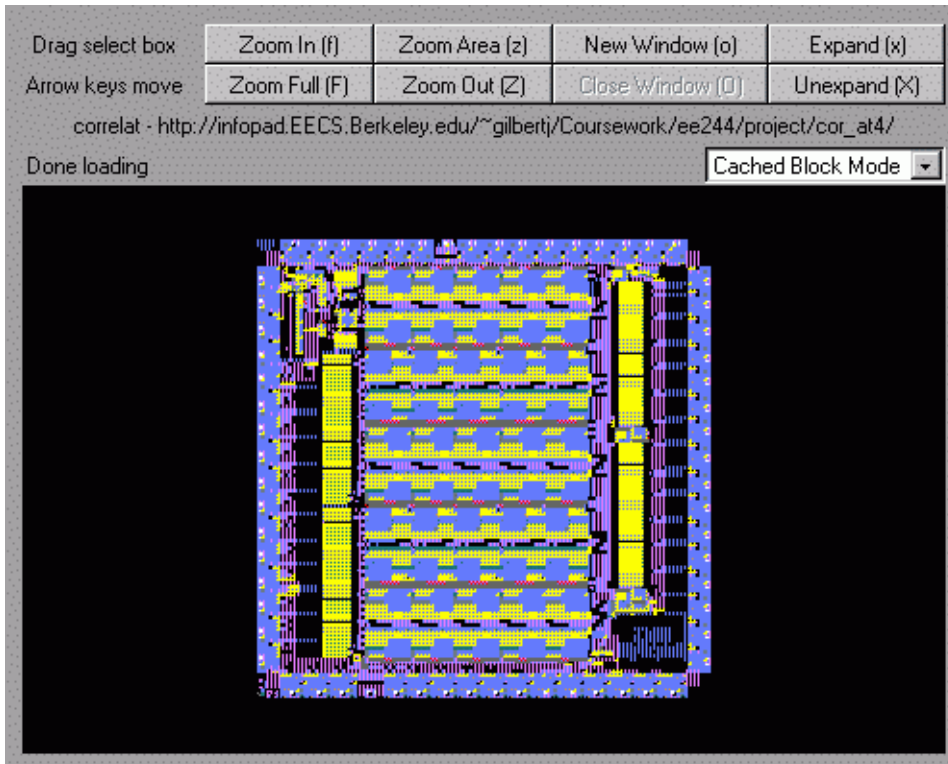 Drag select box Zoom In (f) Zoom Area (z) New Window (o) Expand (x)
Arrow keys move Zoom Full (F) Zoom Out (Z) Close Window (O) Unexpand (X)
correlat - http://infopad.EECS.Berkeley.edu/~gilbertj/Coursework/ee244/project/cor_at4/
Done loading Cached Block Mode